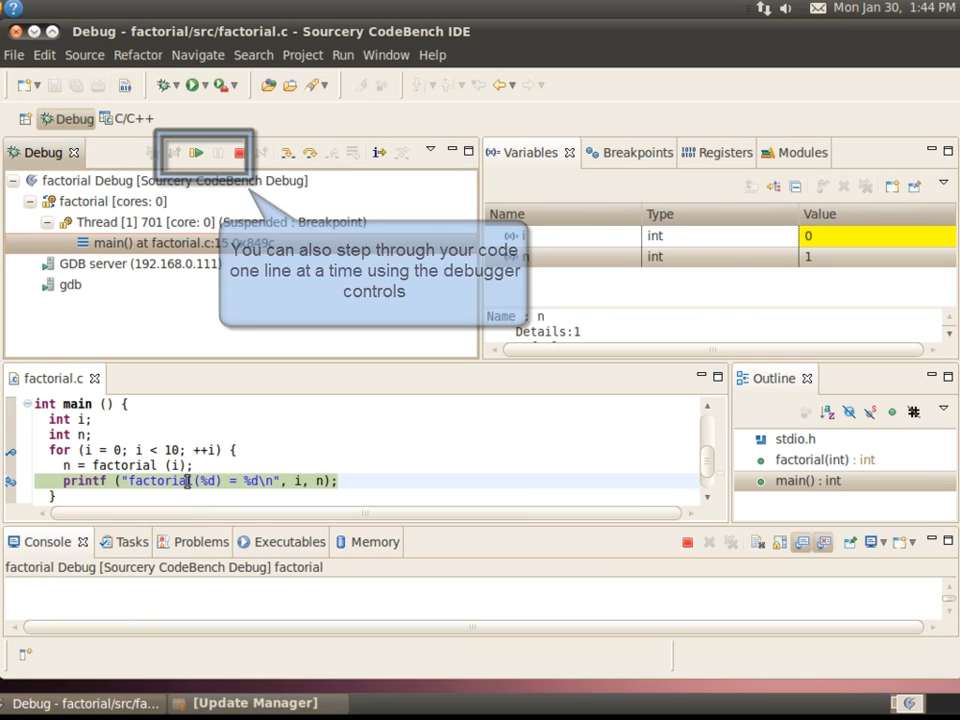 Mon Jan 30, 1:44 PM
Debug - factorial/src/factorial.c - Sourcery CodeBench IDE
File Edit Source Refactor Navigate Search Project Run Window Help
Debug C/C++
Debug
factorial Debug [Sourcery CodeBench Debug]
factorial [cores: 0]
Thread [1] 701 [core: 0] (Suspended : Breakpoint)
main() at factorial.c:15 0x849c
GDB server (192.168.0.111)
gdb
You can also step through your code
one line at a time using the debugger
controls
(x)= Variables Breakpoints Registers Modules
Name Type Value
i int 0
n int 1
Name : n
Details:1
factorial.c
int main () {
int i;
int n;
for (i = 0; i < 10; ++i) {
n = factorial (i);
printf ("factorial(%d) = %d\n", i, n);
}
Outline
stdio.h
factorial(int) : int
main() : int
Console Tasks Problems Executables Memory
factorial Debug [Sourcery CodeBench Debug] factorial
Debug - factorial/src/fa... [Update Manager]